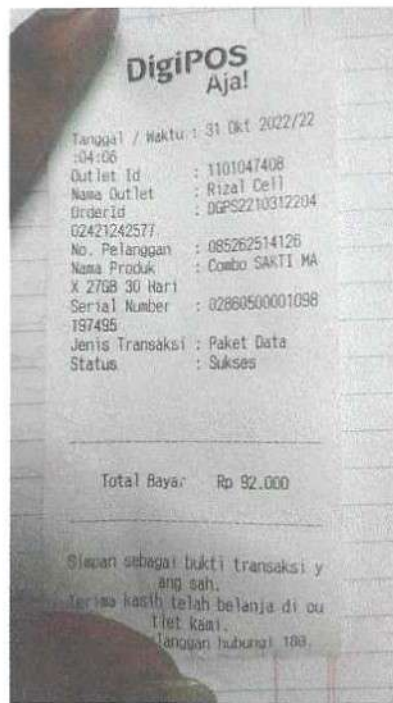 DigiPOS
Aja!
Tanggal / Waktu : 31 Okt 2022/22
:04:06
Outlet Id : 1101047408
Nama Outlet : Rizal Cell
OrderId : DGPS2210312204
02421242577
No. Pelanggan : 085262514126
Nama Produk : Combo SAKTI MA
X 27GB 30 Hari
Serial Number : 02860500001098
197495
Jenis Transaksi : Paket Data
Status : Sukses
Total Bayar Rp 92.000
Simpan sebagai bukti transaksi y
ang sah.
Terima kasih telah belanja di ou
tlet kami.
langgan hubungi 188.